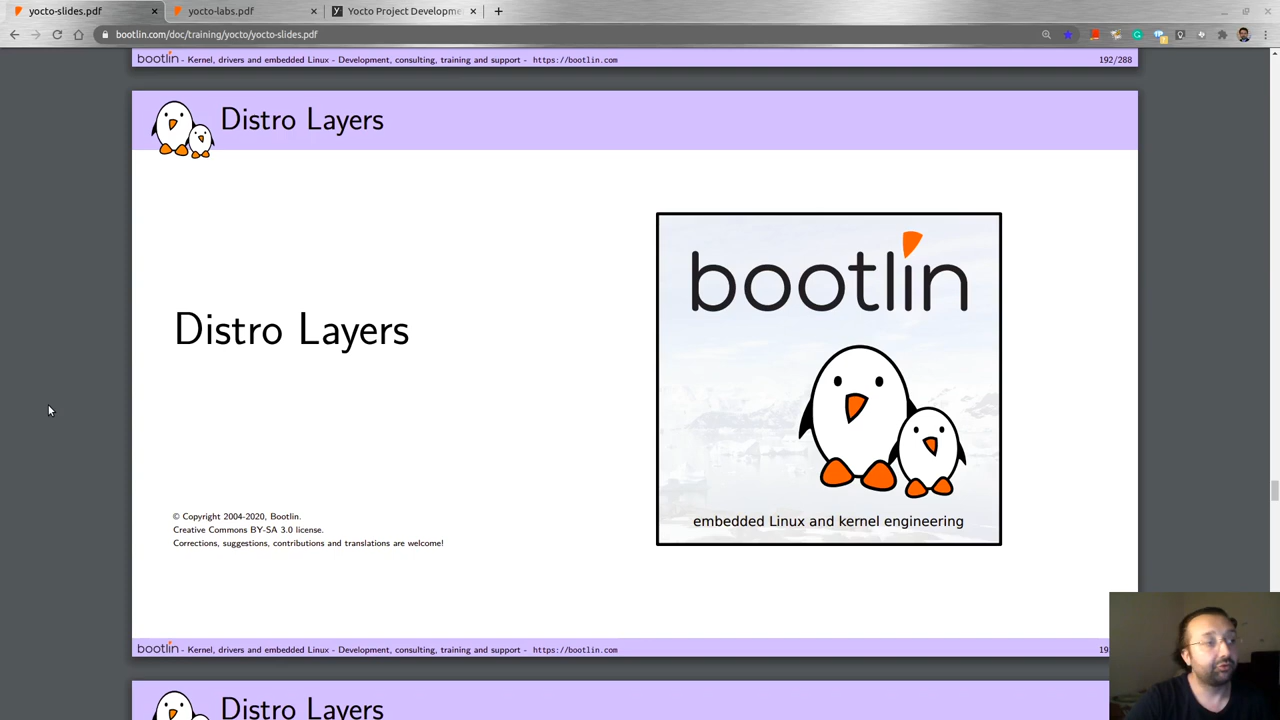 yocto-slides.pdf
yocto-labs.pdf
Yocto Project Developme
bootlin.com/doc/training/yocto/yocto-slides.pdf
bootlin - Kernel, drivers and embedded Linux - Development, consulting, training and support - https://bootlin.com 192/288
Distro Layers
bootlin
Distro Layers
embedded Linux and kernel engineering
© Copyright 2004-2020, Bootlin.
Creative Commons BY-SA 3.0 license.
Corrections, suggestions, contributions and translations are welcome!
bootlin - Kernel, drivers and embedded Linux - Development, consulting, training and support - https://bootlin.com 19
Distro Layers